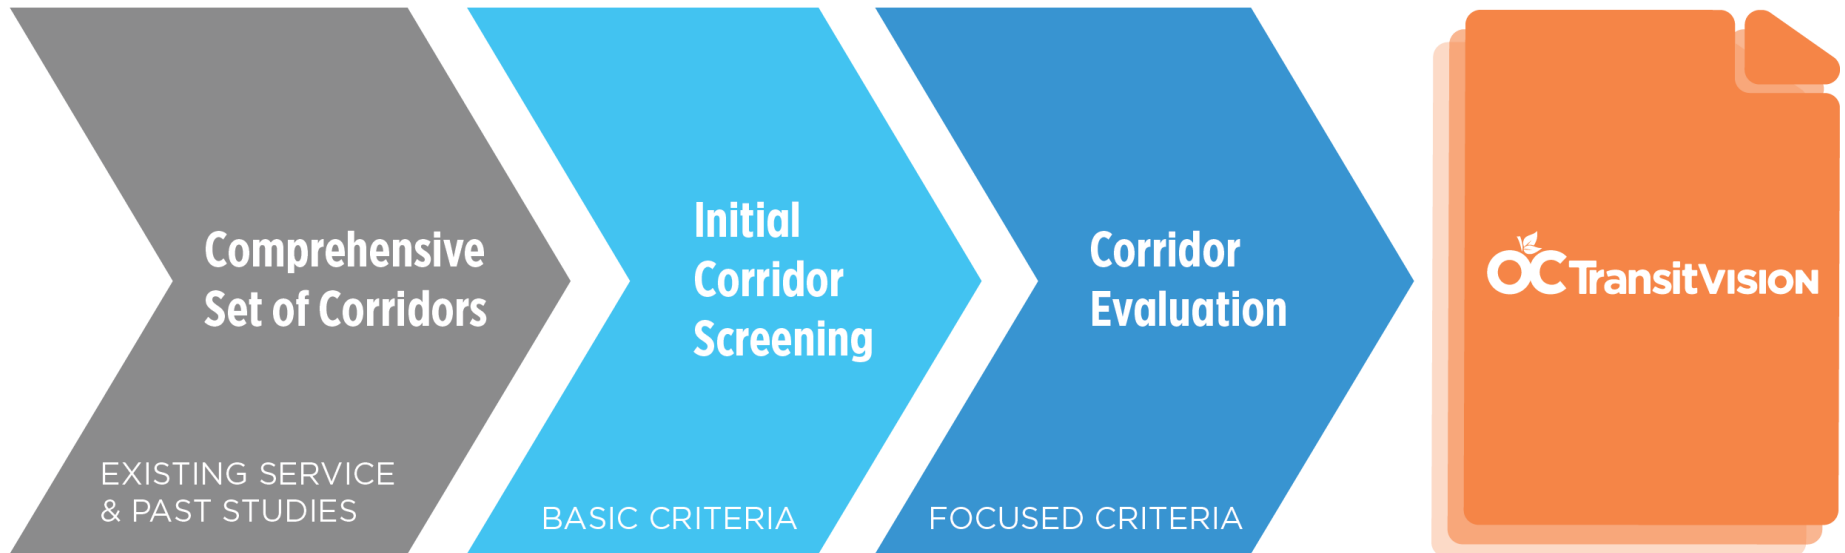 Comprehensive
Set of Corridors
EXISTING SERVICE
& PAST STUDIES
Initial
Corridor
Screening
BASIC CRITERIA
Corridor
Evaluation
FOCUSED CRITERIA
OC TransitVISION